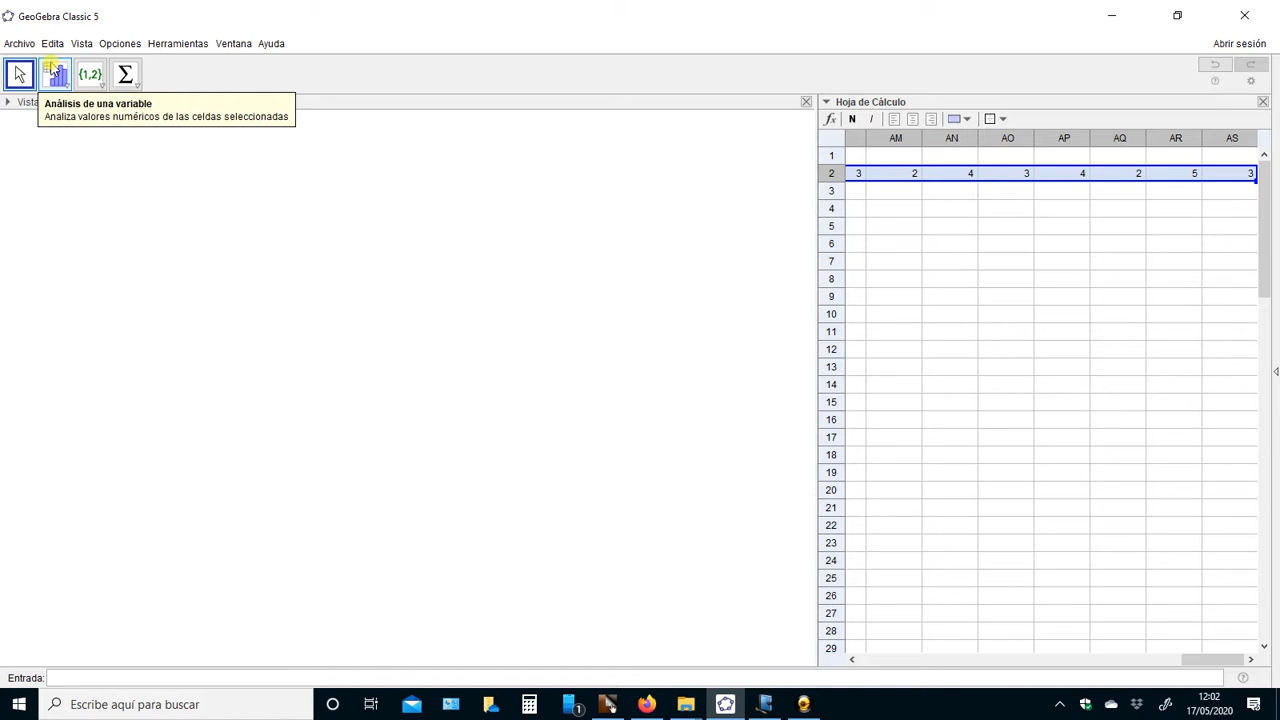 GeoGebra Classic 5
Archivo Edita Vista Opciones Herramientas Ventana Ayuda
Abrir sesión
{1,2} Σ
Vista
Análisis de una variable
Analiza valores numéricos de las celdas seleccionadas
Hoja de Cálculo
fx N I
AM AN AO AP AQ AR AS
1
2 3 2 4 3 4 2 5 3
3
4
5
6
7
8
9
10
11
12
13
14
15
16
17
18
19
20
21
22
23
24
25
26
27
28
29
Entrada:
Escribe aquí para buscar
1
12:02
17/05/2020